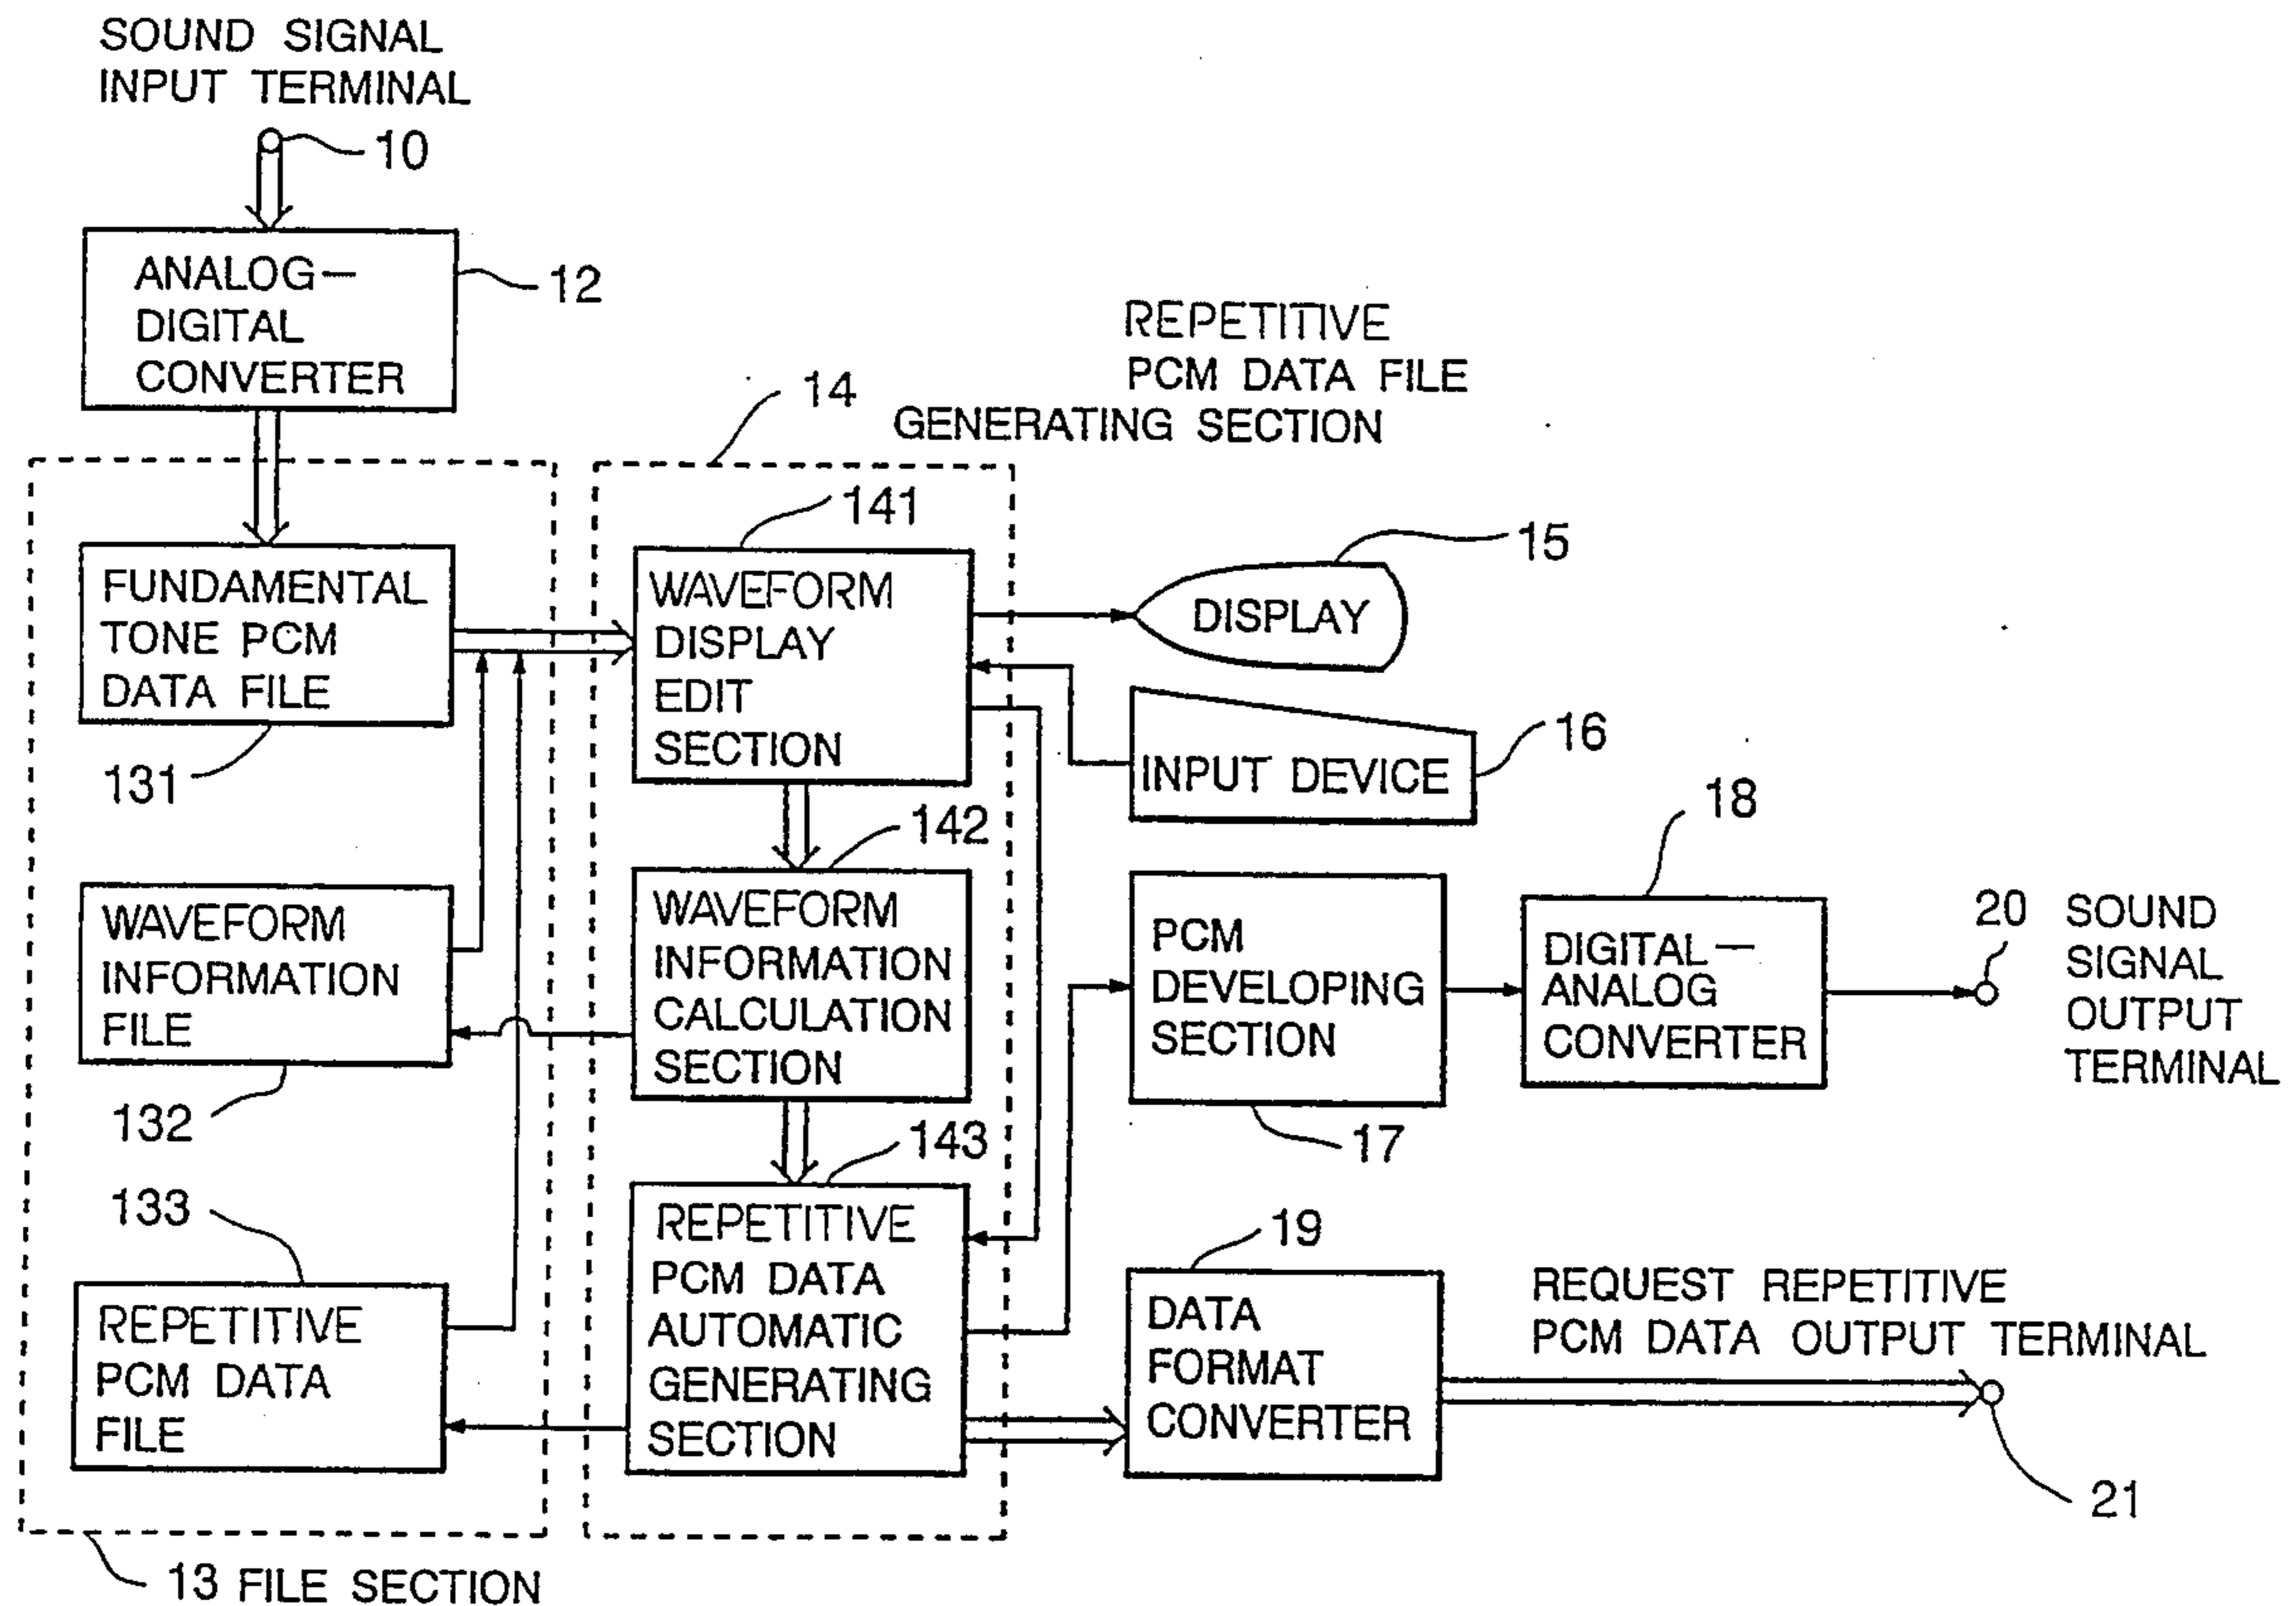 SOUND SIGNAL
INPUT TERMINAL
10
ANALOG—
DIGITAL
CONVERTER
12
REPETITIVE
PCM DATA FILE
GENERATING SECTION
14
141
FUNDAMENTAL
TONE PCM
DATA FILE
131
WAVEFORM
DISPLAY
EDIT
SECTION
15
DISPLAY
16
INPUT DEVICE
142
18
WAVEFORM
INFORMATION
FILE
132
WAVEFORM
INFORMATION
CALCULATION
SECTION
PCM
DEVELOPING
SECTION
17
DIGITAL—
ANALOG
CONVERTER
20 SOUND
SIGNAL
OUTPUT
TERMINAL
143
133
REPETITIVE
PCM DATA
FILE
REPETITIVE
PCM DATA
AUTOMATIC
GENERATING
SECTION
19
DATA
FORMAT
CONVERTER
REQUEST REPETITIVE
PCM DATA OUTPUT TERMINAL
21
13 FILE SECTION